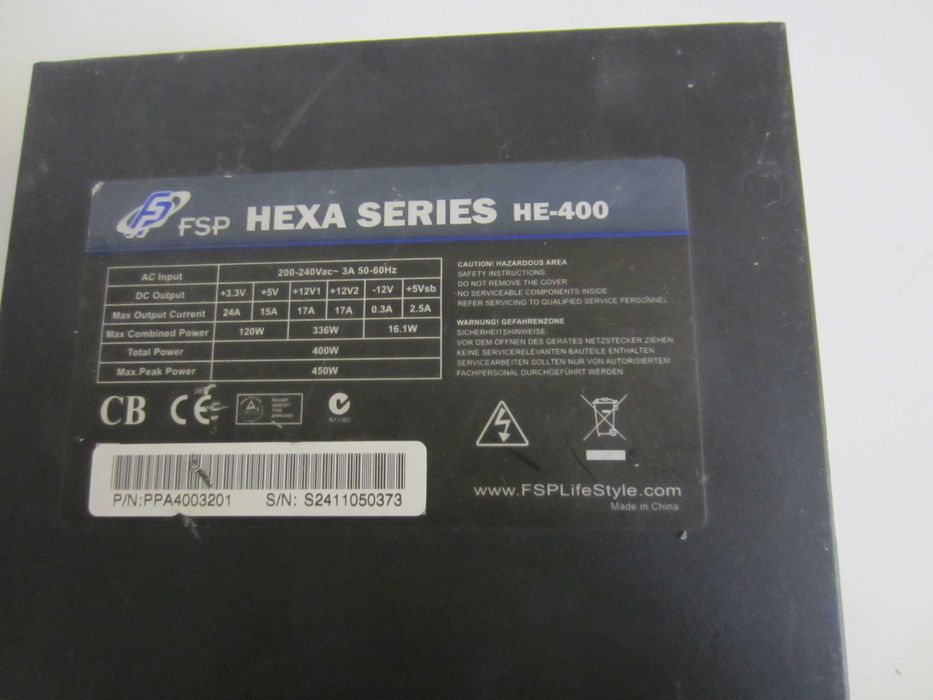 FSP HEXA SERIES HE-400
AC Input 200-240Vac~ 3A 50-60Hz
DC Output +3.3V +5V +12V1 +12V2 -12V +5Vsb
Max Output Current 24A 15A 17A 17A 0.3A 2.5A
Max Combined Power 120W 336W 16.1W
Total Power 400W
Max.Peak Power 450W
CAUTION! HAZARDOUS AREA
SAFETY INSTRUCTIONS:
DO NOT REMOVE THE COVER
NO SERVICEABLE COMPONENTS INSIDE
REFER SERVICING TO QUALIFIED SERVICE PERSONNEL
WARNUNG! GEFAHRENZONE
SICHERHEITSHINWEISE
VOR DEM ÖFFNEN DES GERÄTES NETZSTECKER ZIEHEN
KEINE SERVICERELEVANTEN BAUTEILE ENTHALTEN
SERVICEARBEITEN SOLLTEN NUR VON AUTORISIERTEM
FACHPERSONAL DURCHGEFÜHRT WERDEN
CB CE
TYPE
APPROVED
P/N:PPA4003201 S/N: S2411050373
www.FSPLifeStyle.com
Made in China